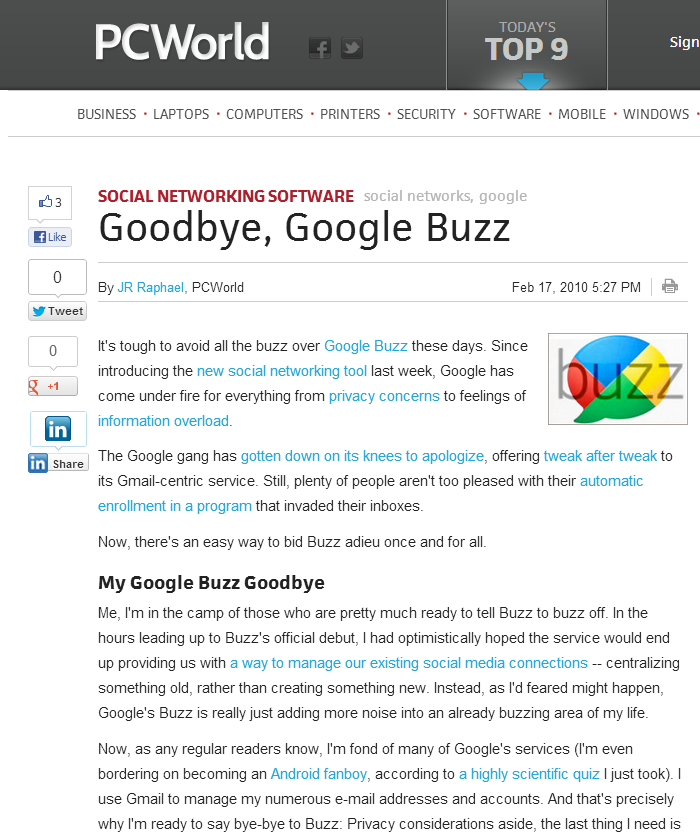 PCWorld
TODAY'S
TOP 9
Sign
BUSINESS • LAPTOPS • COMPUTERS • PRINTERS • SECURITY • SOFTWARE • MOBILE • WINDOWS •
SOCIAL NETWORKING SOFTWARE social networks, google
Goodbye, Google Buzz
3
Like
0
Tweet
0
+1
in
in Share
By JR Raphael, PCWorld
Feb 17, 2010 5:27 PM
buzz
It's tough to avoid all the buzz over Google Buzz these days. Since
introducing the new social networking tool last week, Google has
come under fire for everything from privacy concerns to feelings of
information overload.
The Google gang has gotten down on its knees to apologize, offering tweak after tweak to
its Gmail-centric service. Still, plenty of people aren't too pleased with their automatic
enrollment in a program that invaded their inboxes.
Now, there's an easy way to bid Buzz adieu once and for all.
My Google Buzz Goodbye
Me, I'm in the camp of those who are pretty much ready to tell Buzz to buzz off. In the
hours leading up to Buzz's official debut, I had optimistically hoped the service would end
up providing us with a way to manage our existing social media connections -- centralizing
something old, rather than creating something new. Instead, as I'd feared might happen,
Google's Buzz is really just adding more noise into an already buzzing area of my life.
Now, as any regular readers know, I'm fond of many of Google's services (I'm even
bordering on becoming an Android fanboy, according to a highly scientific quiz I just took). I
use Gmail to manage my numerous e-mail addresses and accounts. And that's precisely
why I'm ready to say bye-bye to Buzz: Privacy considerations aside, the last thing I need is